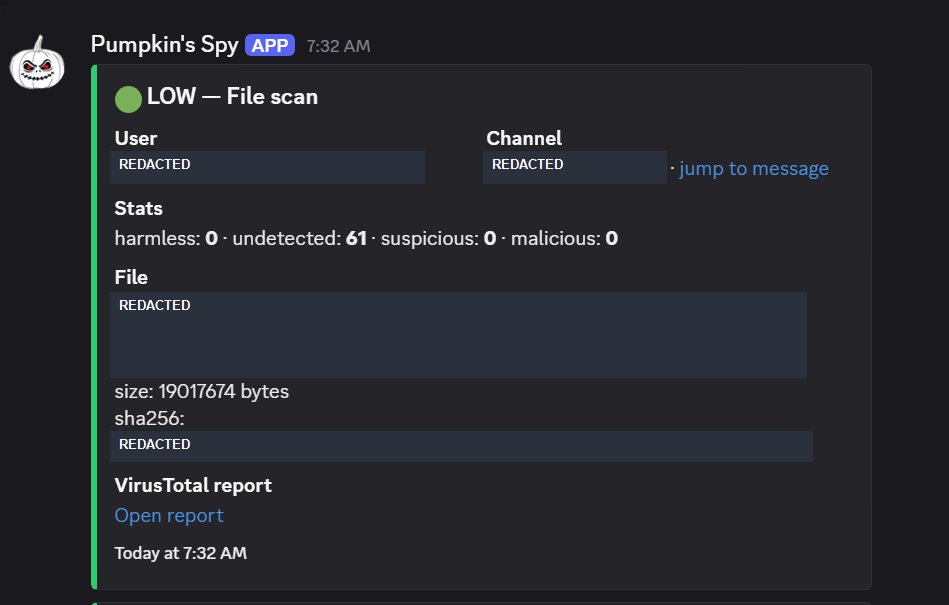 Pumpkin's Spy APP 7:32 AM
LOW — File scan
User Channel
REDACTED REDACTED · jump to message
Stats
harmless: 0 · undetected: 61 · suspicious: 0 · malicious: 0
File
REDACTED
size: 19017674 bytes
sha256:
REDACTED
VirusTotal report
Open report
Today at 7:32 AM